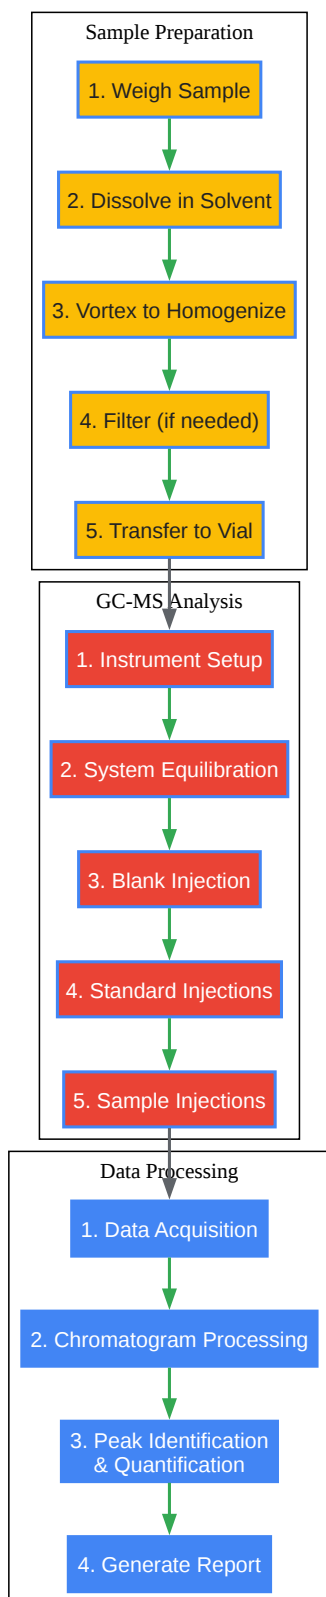 Sample Preparation
1. Weigh Sample
2. Dissolve in Solvent
3. Vortex to Homogenize
4. Filter (if needed)
5. Transfer to Vial
GC-MS Analysis
1. Instrument Setup
2. System Equilibration
3. Blank Injection
4. Standard Injections
5. Sample Injections
Data Processing
1. Data Acquisition
2. Chromatogram Processing
3. Peak Identification
& Quantification
4. Generate Report